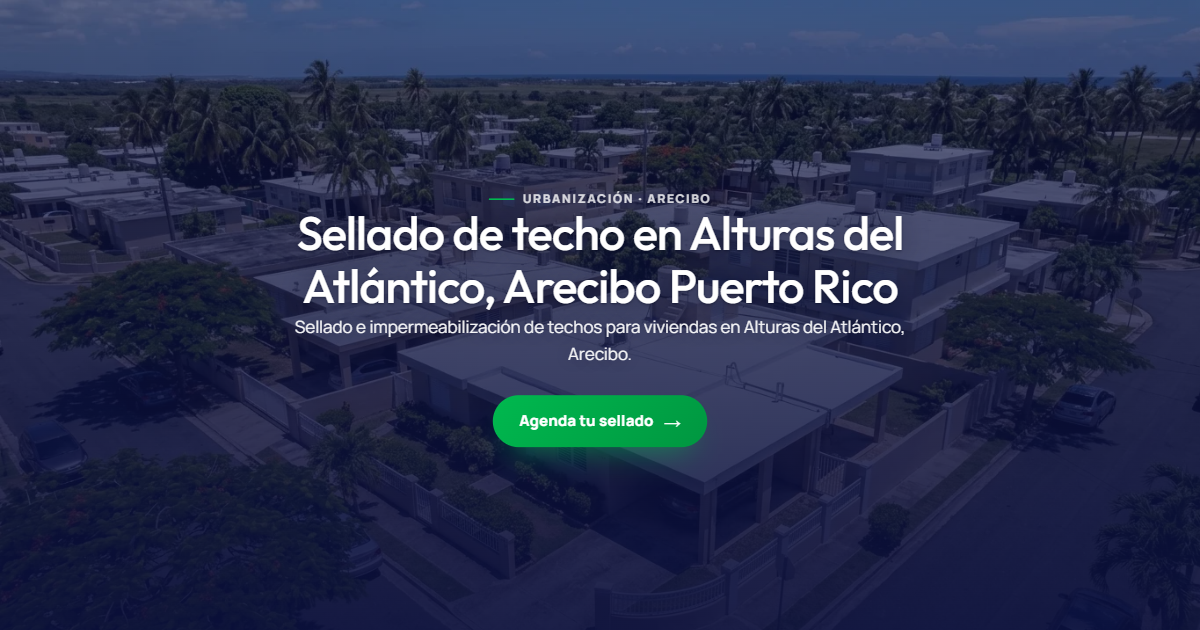 URBANIZACIÓN · ARECIBO
Sellado de techo en Alturas del
Atlántico, Arecibo Puerto Rico
Sellado e impermeabilización de techos para viviendas en Alturas del Atlántico,
Arecibo.
Agenda tu sellado →